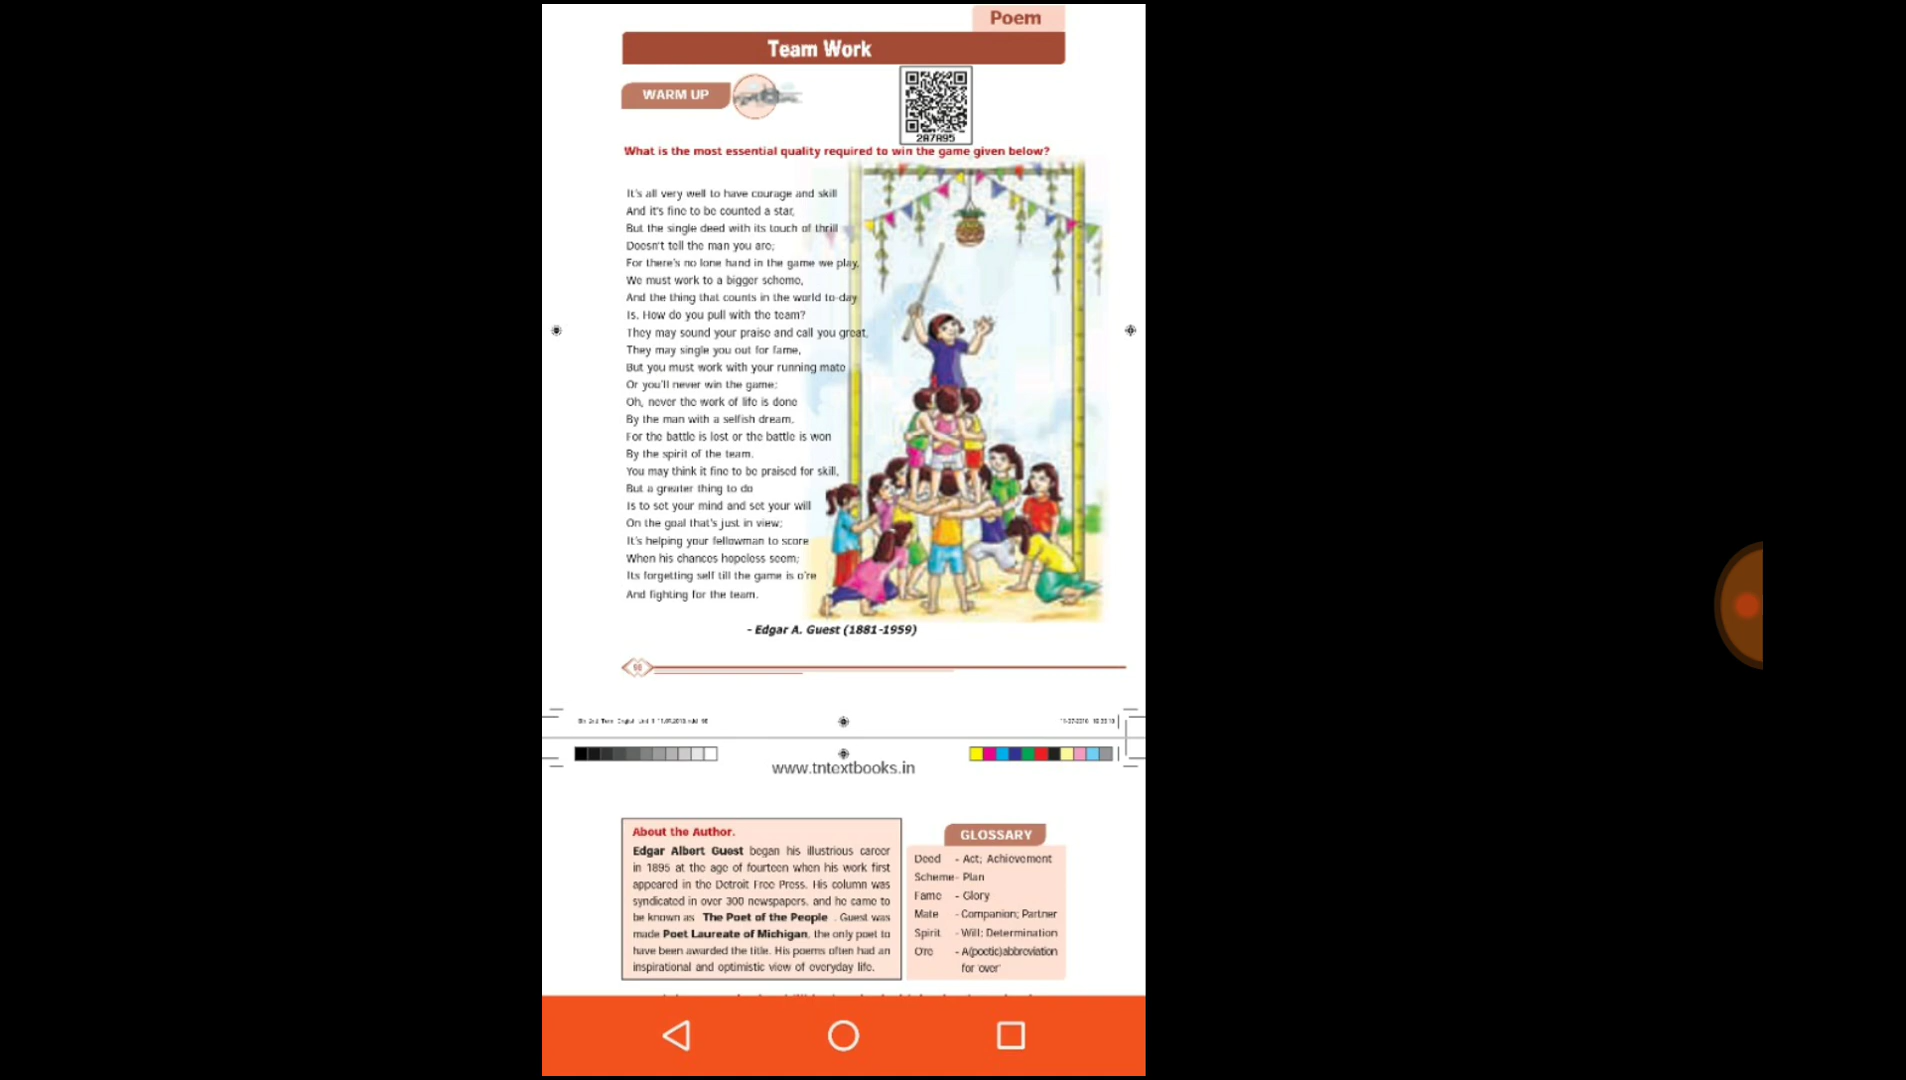 Poem
Team Work
WARM UP
2A7A95
What is the most essential quality required to win the game given below?
It's all very well to have courage and skill
And it's fine to be counted a star,
But the single deed with its touch of thrill
Doesn't tell the man you are;
For there's no lone hand in the game we play,
We must work to a bigger scheme,
And the thing that counts in the world to-day
Is, How do you pull with the team?
They may sound your praise and call you great,
They may single you out for fame,
But you must work with your running mate
Or you'll never win the game;
Oh, never the work of life is done
By the man with a selfish dream,
For the battle is lost or the battle is won
By the spirit of the team.
You may think it fine to be praised for skill,
But a greater thing to do
Is to set your mind and set your will
On the goal that's just in view;
It's helping your fellowman to score
When his chances hopeless seem;
Its forgetting self till the game is o're
And fighting for the team.
- Edgar A. Guest (1881-1959)
www.tntextbooks.in
About the Author.
Edgar Albert Guest began his illustrious career
in 1895 at the age of fourteen when his work first
appeared in the Detroit Free Press. His column was
syndicated in over 300 newspapers, and he came to
be known as The Poet of the People . Guest was
made Poet Laureate of Michigan, the only poet to
have been awarded the title. His poems often had an
inspirational and optimistic view of everyday life.
GLOSSARY
Deed - Act; Achievement
Scheme- Plan
Fame - Glory
Mate - Companion; Partner
Spirit - Will; Determination
O're - A(poetic)abbreviation
for 'over'